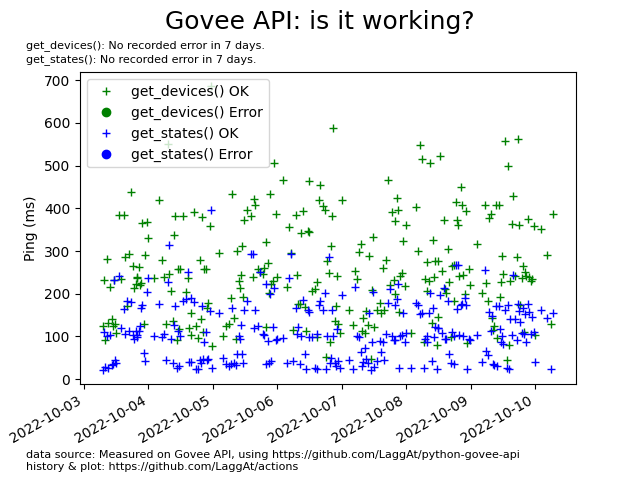 Govee API: is it working?
get_devices(): No recorded error in 7 days.
get_states(): No recorded error in 7 days.
700
600
500
400
300
200
100
0
Ping (ms)
get_devices() OK
get_devices() Error
get_states() OK
get_states() Error
2022-10-03
2022-10-04
2022-10-05
2022-10-06
2022-10-07
2022-10-08
2022-10-09
2022-10-10
data source: Measured on Govee API, using https://github.com/LaggAt/python-govee-api
history & plot: https://github.com/LaggAt/actions